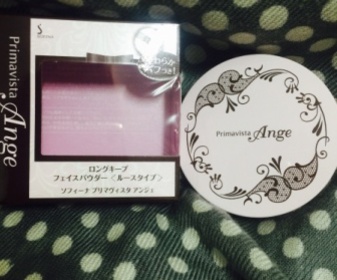 S
Primavista
Ange
ロングキープ
フェイスパウダー〈ルースタイプ〉
ソフィーナ プリマヴィスタ アンジェ
Primavista Ange